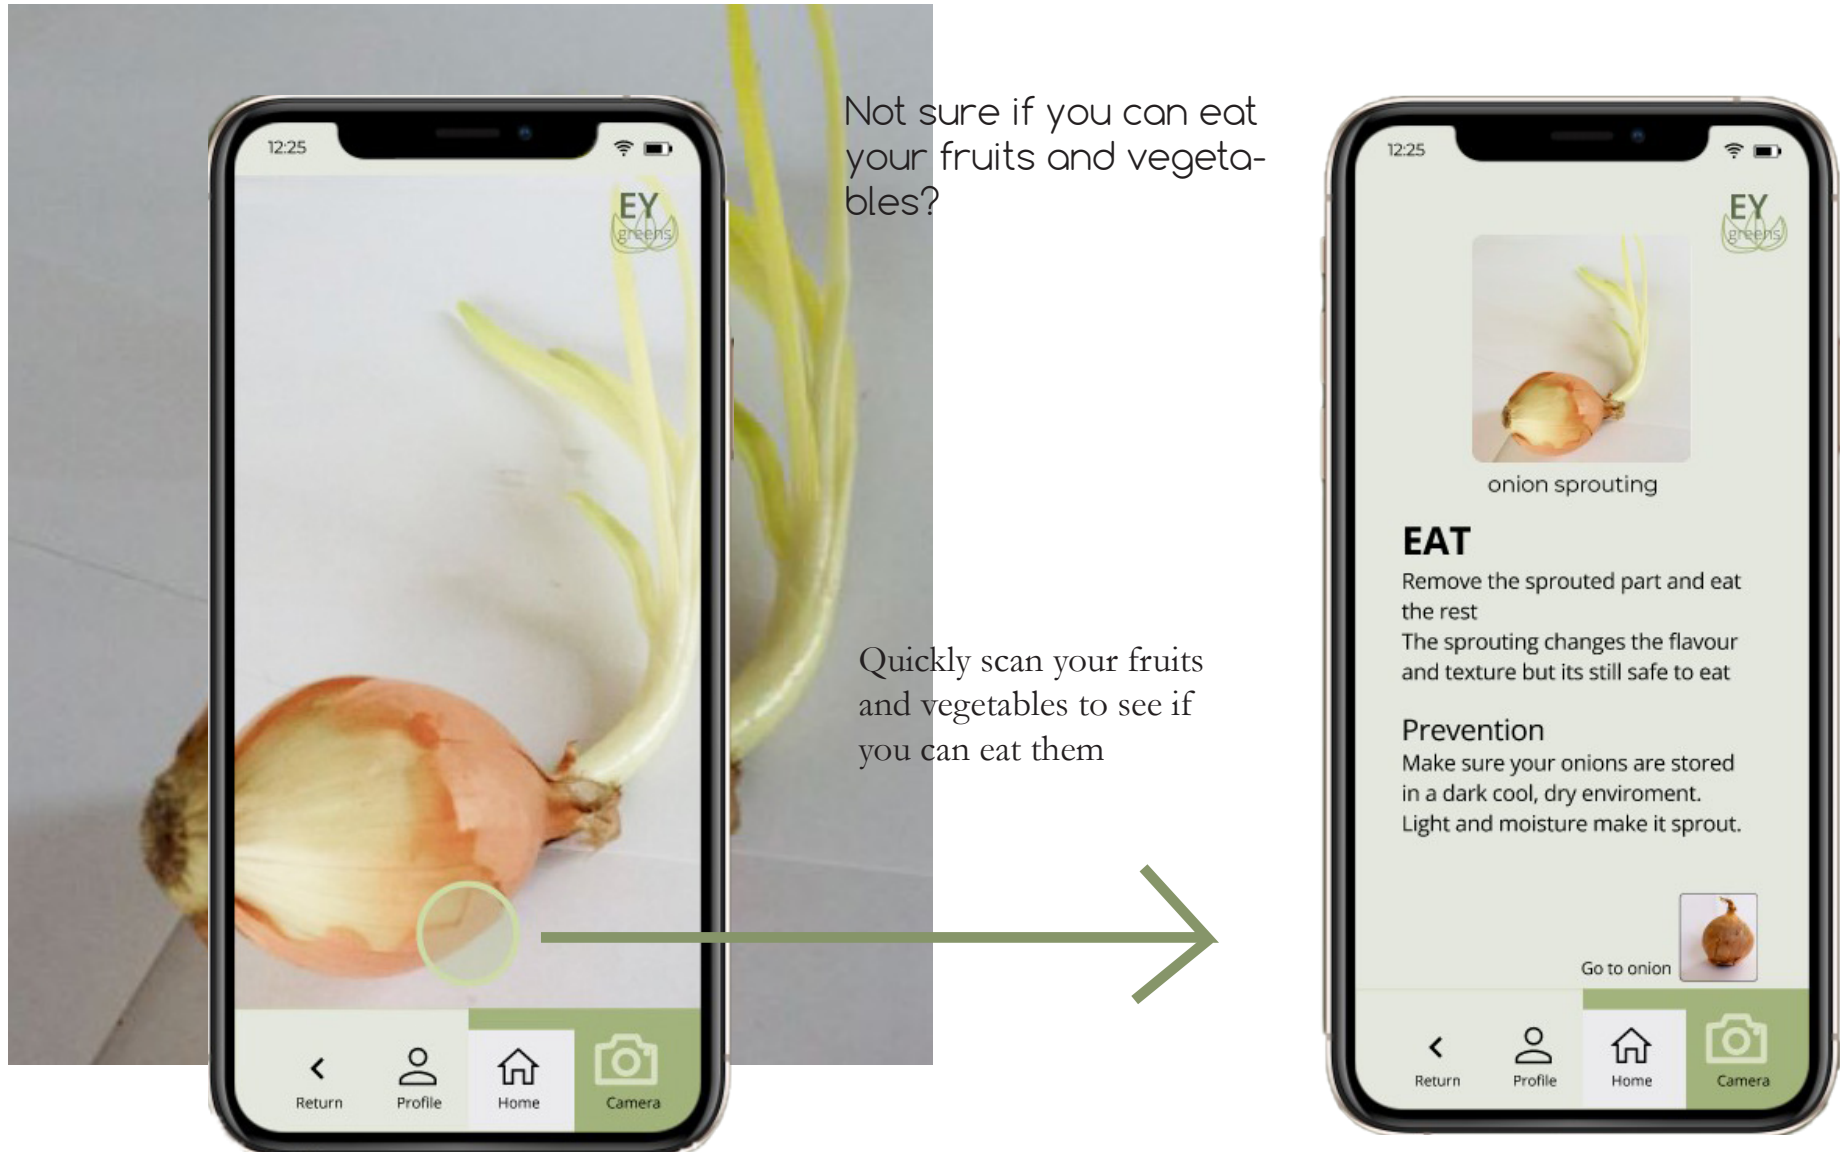 Not sure if you can eat
your fruits and vegeta-
bles?
12:25
EY
greens
Quickly scan your fruits
and vegetables to see if
you can eat them
Return
Profile
Home
Camera
12:25
EY
greens
onion sprouting
EAT
Remove the sprouted part and eat
the rest
The sprouting changes the flavour
and texture but its still safe to eat
Prevention
Make sure your onions are stored
in a dark cool, dry enviroment.
Light and moisture make it sprout.
Go to onion
Return
Profile
Home
Camera